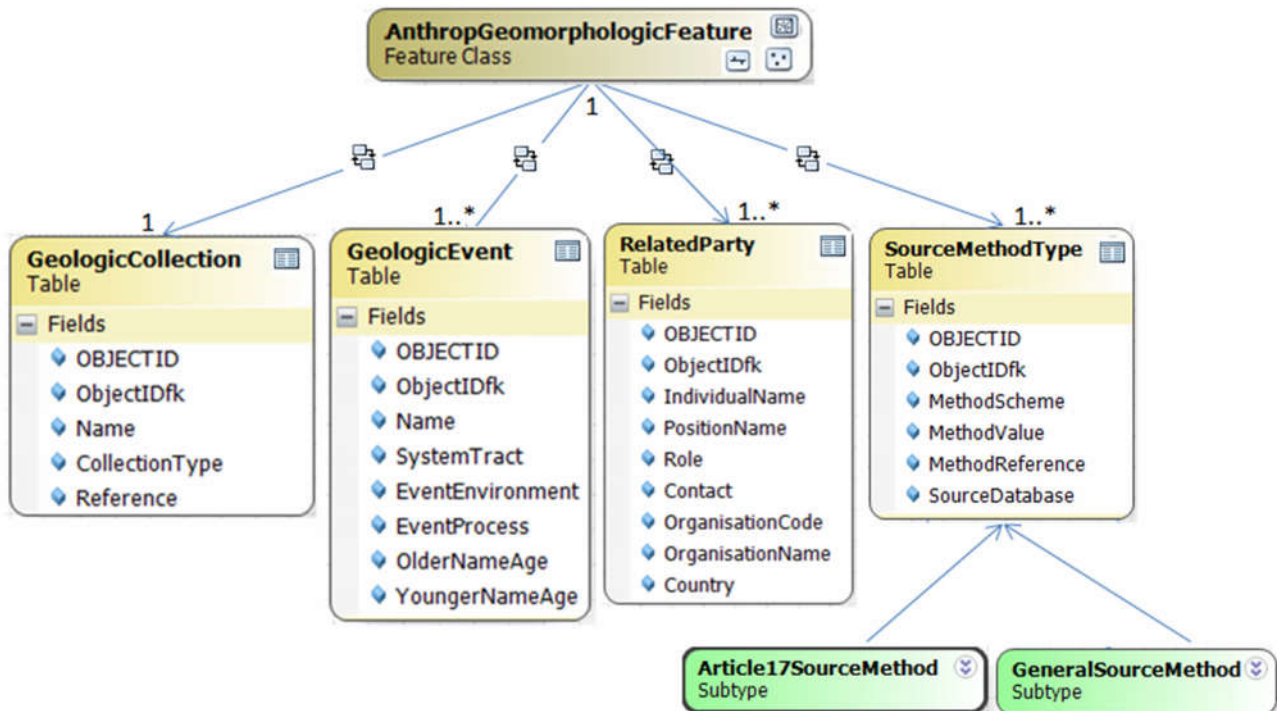 AnthropGeomorphologicFeature
Feature Class
1
1
1..*
1..*
1..*
GeologicCollection
Table
Fields
OBJECTID
ObjectIDfk
Name
CollectionType
Reference
GeologicEvent
Table
Fields
OBJECTID
ObjectIDfk
Name
SystemTract
EventEnvironment
EventProcess
OlderNameAge
YoungerNameAge
RelatedParty
Table
Fields
OBJECTID
ObjectIDfk
IndividualName
PositionName
Role
Contact
OrganisationCode
OrganisationName
Country
SourceMethodType
Table
Fields
OBJECTID
ObjectIDfk
MethodScheme
MethodValue
MethodReference
SourceDatabase
Article17SourceMethod
Subtype
GeneralSourceMethod
Subtype